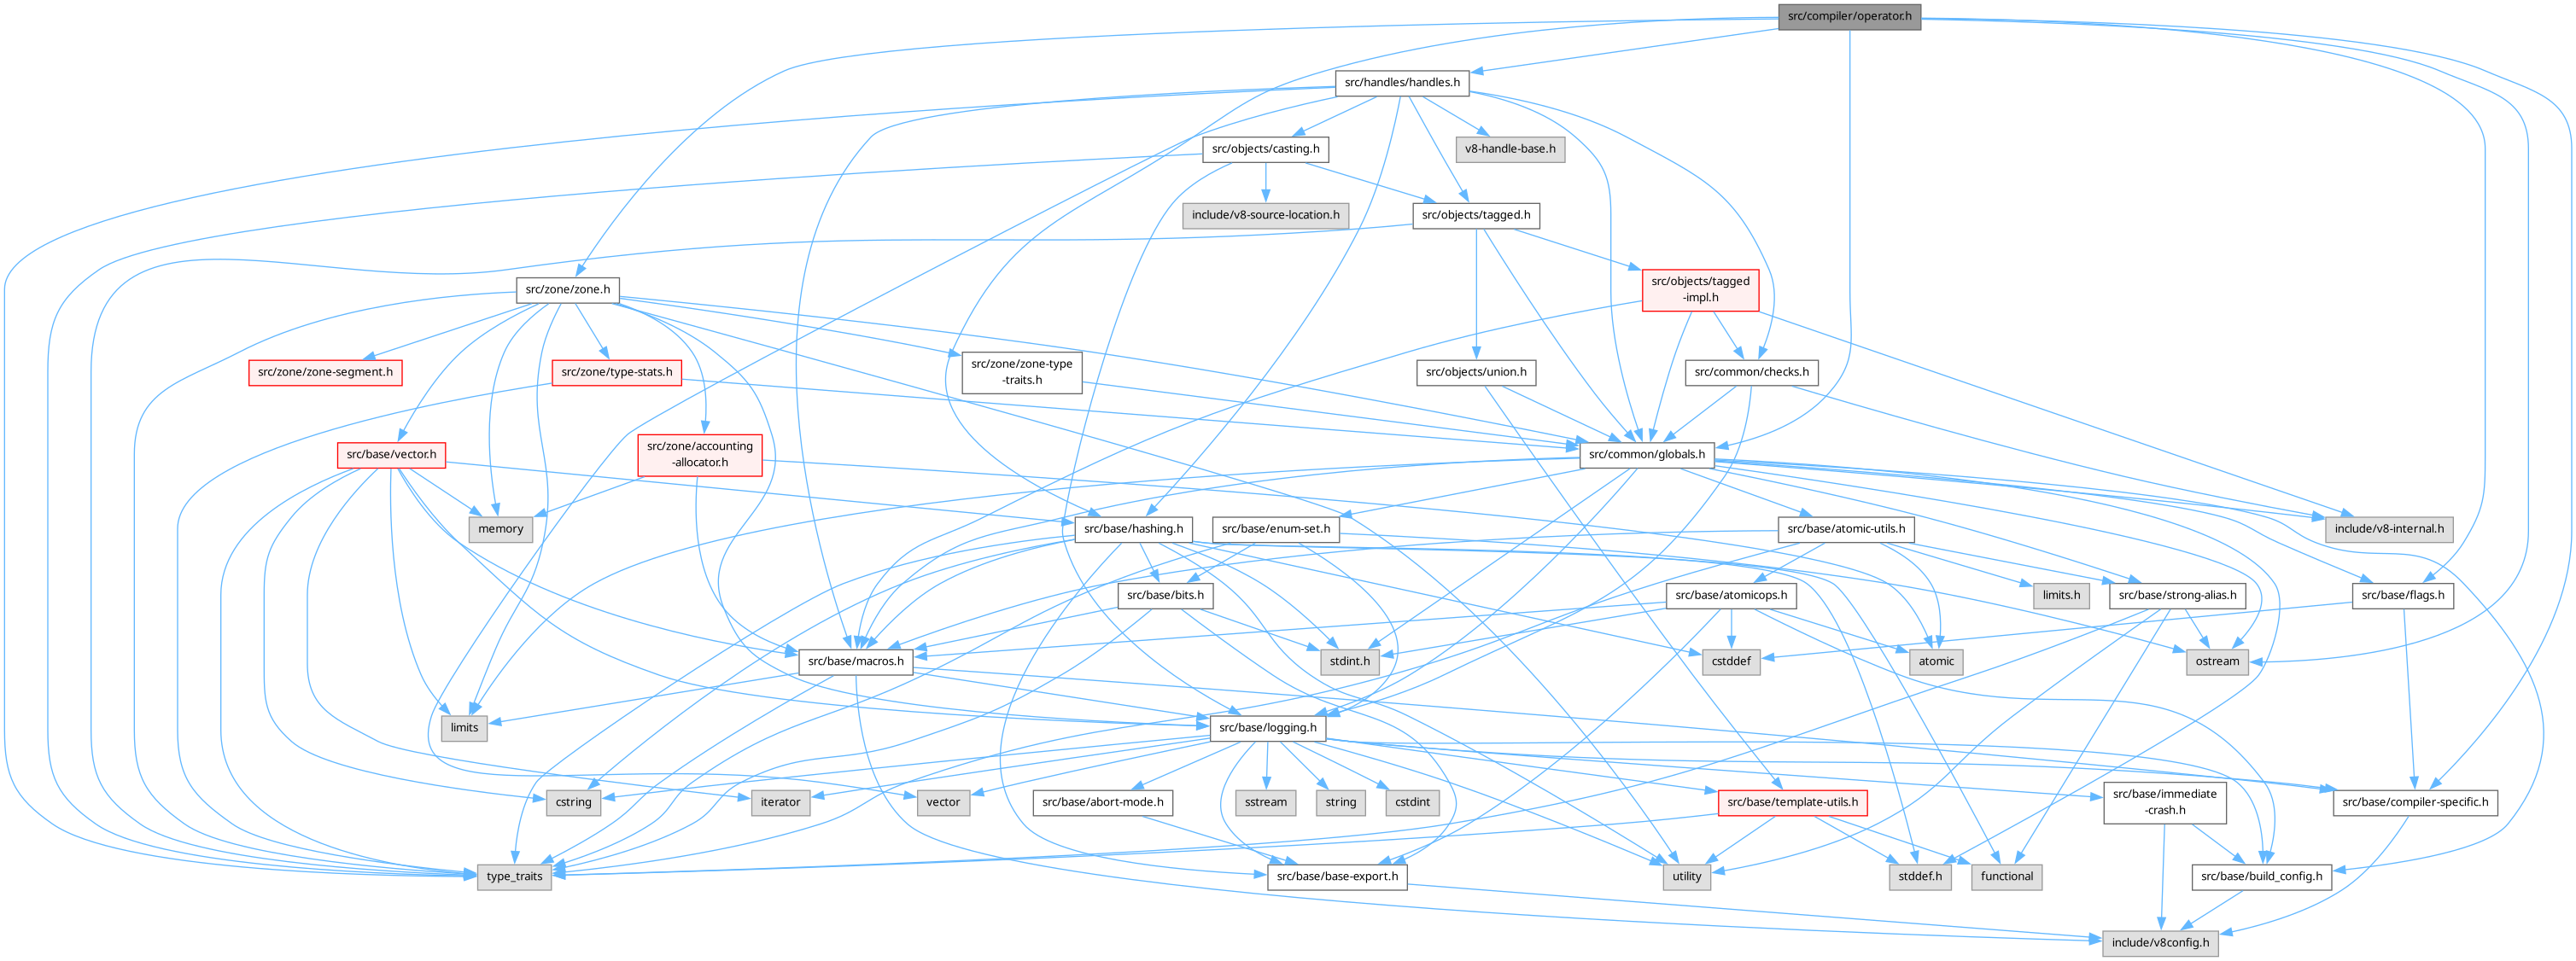 src/compiler/operator.h
src/handles/handles.h
src/objects/casting.h
v8-handle-base.h
include/v8-source-location.h
src/objects/tagged.h
src/zone/zone.h
src/objects/tagged
-impl.h
src/zone/zone-segment.h
src/zone/type-stats.h
src/zone/zone-type
-traits.h
src/objects/union.h
src/common/checks.h
src/base/vector.h
src/zone/accounting
-allocator.h
src/common/globals.h
memory
src/base/hashing.h
src/base/enum-set.h
src/base/atomic-utils.h
include/v8-internal.h
src/base/bits.h
src/base/atomicops.h
limits.h
src/base/strong-alias.h
src/base/flags.h
src/base/macros.h
stdint.h
cstddef
atomic
ostream
limits
src/base/logging.h
cstring
iterator
vector
src/base/abort-mode.h
sstream
string
cstdint
src/base/template-utils.h
src/base/immediate
-crash.h
src/base/compiler-specific.h
type_traits
src/base/base-export.h
utility
stddef.h
functional
src/base/build_config.h
include/v8config.h